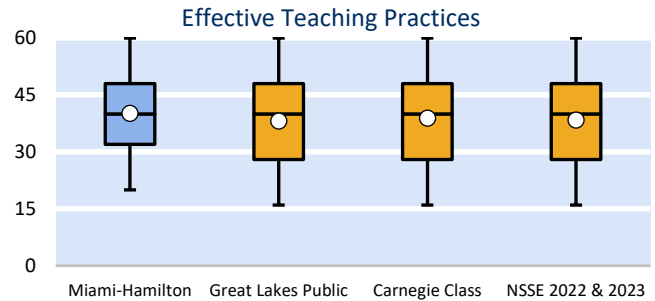 Effective Teaching Practices
60
45
30
15
0
Miami-Hamilton Great Lakes Public Carnegie Class NSSE 2022 & 2023